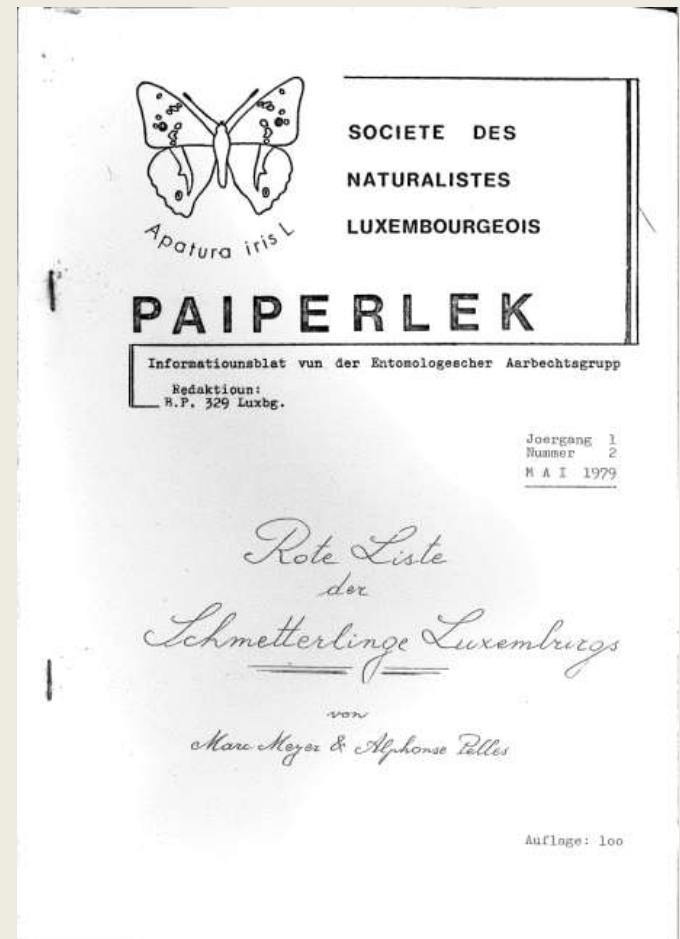 SOCIETE DES
NATURALISTES
LUXEMBOURGEOIS
Apatura iris L
PAIPERLEK
Informatiounsblat vun der Entomologescher Aarbechtsgrupp
Redaktioun:
B.P. 329 Luxbg.
Joergang 1
Nummer 2
M A I 1979
Rote Liste
der
Schmetterlinge Luxemburgs
von
Marc Meyer & Alphonse Pelles
Auflage: 100